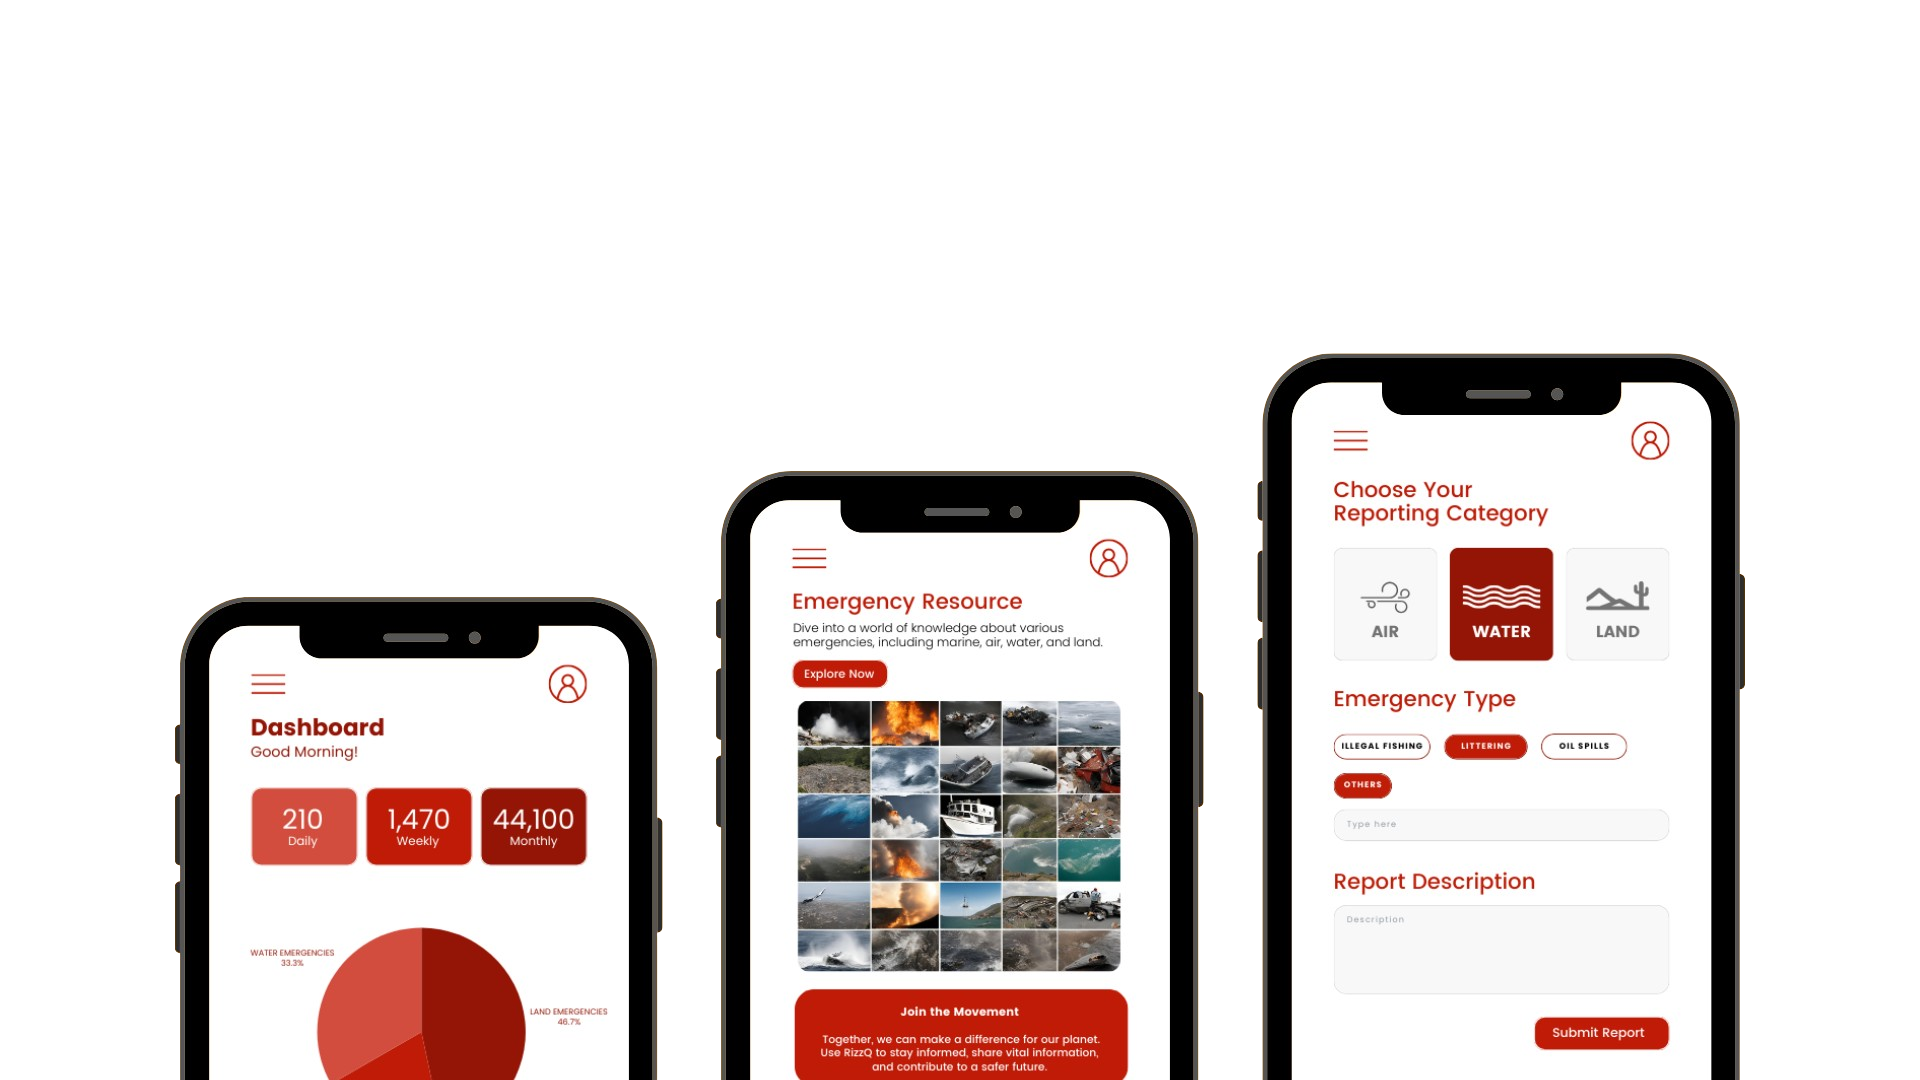 Dashboard
Good Morning!
210
Daily
1,470
Weekly
44,100
Monthly
WATER EMERGENCIES
33.3%
LAND EMERGENCIES
46.7%
Emergency Resource
Dive into a world of knowledge about various
emergencies, including marine, air, water, and land.
Explore Now
Join the Movement
Together, we can make a difference for our planet.
Use RizzQ to stay informed, share vital information,
and contribute to a safer future.
Choose Your
Reporting Category
AIR
WATER
LAND
Emergency Type
ILLEGAL FISHING
LITTERING
OIL SPILLS
OTHERS
Type here
Report Description
Description
Submit Report